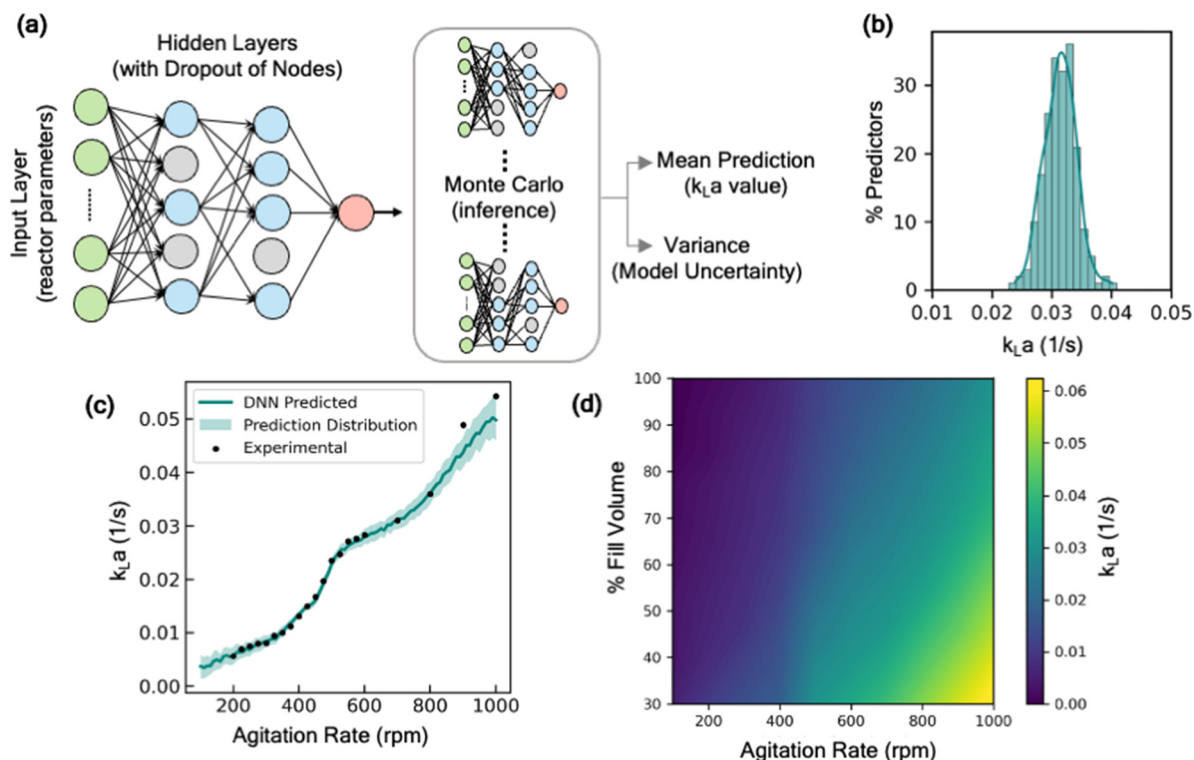 (a)
Hidden Layers
(with Dropout of Nodes)
Input Layer
(reactor parameters)
Monte Carlo
(inference)
Mean Prediction
(kLa value)
Variance
(Model Uncertainty)
(b)
% Predictors
30
20
10
0
0.01 0.02 0.03 0.04 0.05
kLa (1/s)
(c)
DNN Predicted
Prediction Distribution
Experimental
kLa (1/s)
0.05
0.04
0.03
0.02
0.01
0.00
200 400 600 800 1000
Agitation Rate (rpm)
(d)
% Fill Volume
100
90
80
70
60
50
40
30
200 400 600 800 1000
Agitation Rate (rpm)
0.06
0.05
0.04
0.03
0.02
0.01
0.00
kLa (1/s)